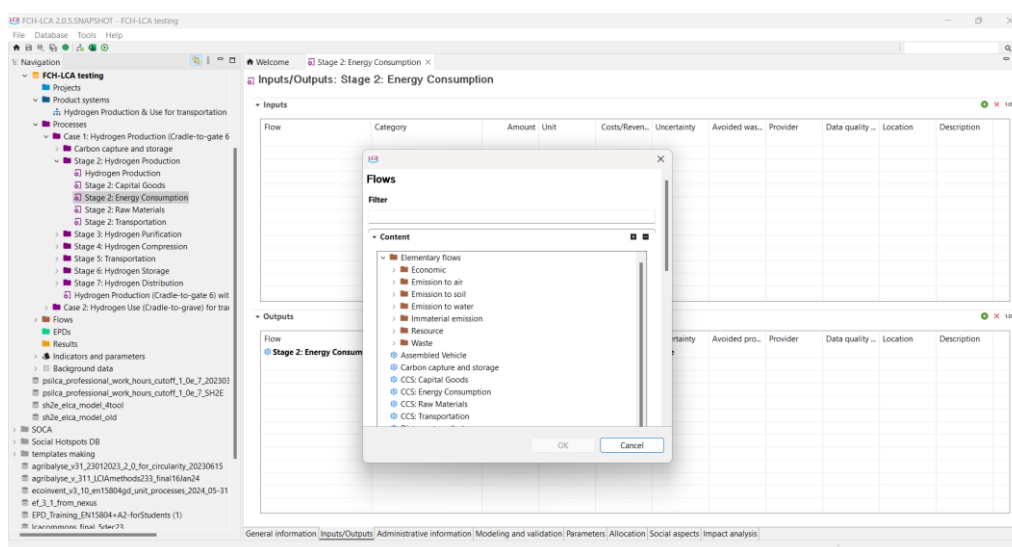 FCH-LCA 2.0.5.SNAPSHOT - FCH-LCA testing
File Database Tools Help
Navigation
FCH-LCA testing
Projects
Product systems
Hydrogen Production & Use for transportation
Processes
Case 1: Hydrogen Production (Cradle-to-gate 6
Carbon capture and storage
Stage 2: Hydrogen Production
Hydrogen Production
Stage 2: Capital Goods
Stage 2: Energy Consumption
Stage 2: Raw Materials
Stage 2: Transportation
Stage 3: Hydrogen Purification
Stage 4: Hydrogen Compression
Stage 5: Transportation
Stage 6: Hydrogen Storage
Stage 7: Hydrogen Distribution
Hydrogen Production (Cradle-to-gate 6) wit
Case 2: Hydrogen Use (Cradle-to-grave) for trar
Flows
EPDs
Results
Indicators and parameters
Background data
psilca_professional_work_hours_cutoff_1_0e_7_202303
psilca_professional_work_hours_cutoff_1_0e_7_SH2E
sh2e_elca_model_4tool
sh2e_elca_model_old
SOCA
Social Hotspots DB
templates making
agribalyse_v31_23012023_2_0_for_circularity_20230615
agribalyse_v_311_LCIAmethods233_final16Jan24
ecoinvent_v3_10_en15804gd_unit_processes_2024_05-31
ef_3_1_from_nexus
EPD_Training_EN15804+A2-forStudents (1)
lcacommons_final_5dec23
Welcome Stage 2: Energy Consumption
Inputs/Outputs: Stage 2: Energy Consumption
Inputs
Flow Category Amount Unit Costs/Reven... Uncertainty Avoided was... Provider Data quality ... Location Description
LCA
Flows
Filter
Content
Elementary flows
Economic
Emission to air
Emission to soil
Emission to water
Immaterial emission
Resource
Waste
Assembled Vehicle
Carbon capture and storage
CCS: Capital Goods
CCS: Energy Consumption
CCS: Raw Materials
CCS: Transportation
OK Cancel
Outputs
Flow rtainty Avoided pro... Provider Data quality ... Location Description
Stage 2: Energy Consum
General information Inputs/Outputs Administrative information Modeling and validation Parameters Allocation Social aspects Impact analysis